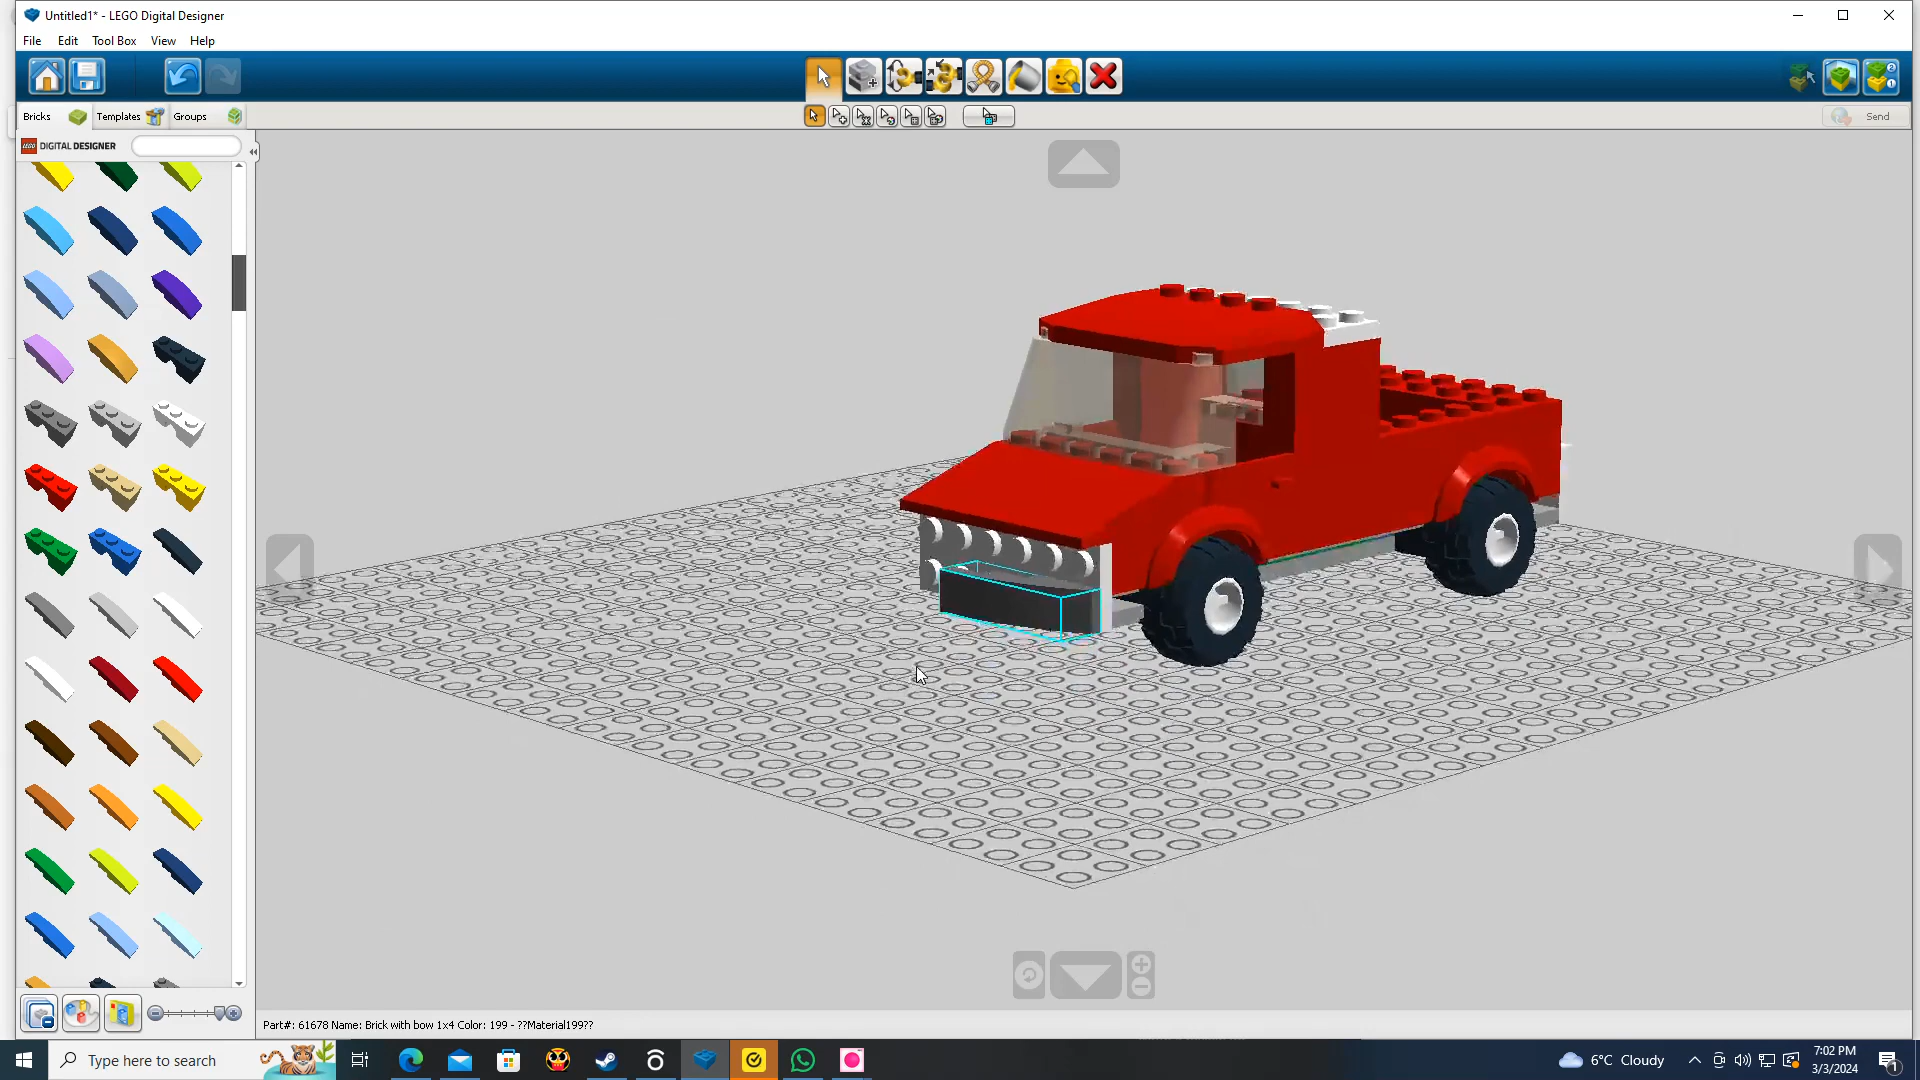 Untitled1* - LEGO Digital Designer
File Edit Tool Box View Help
Bricks Templates Groups
Send
LEGO DIGITAL DESIGNER
Part#: 61678 Name: Brick with bow 1x4 Color: 199 - ??Material199??
Type here to search
6°C Cloudy
7:02 PM
3/3/2024
1